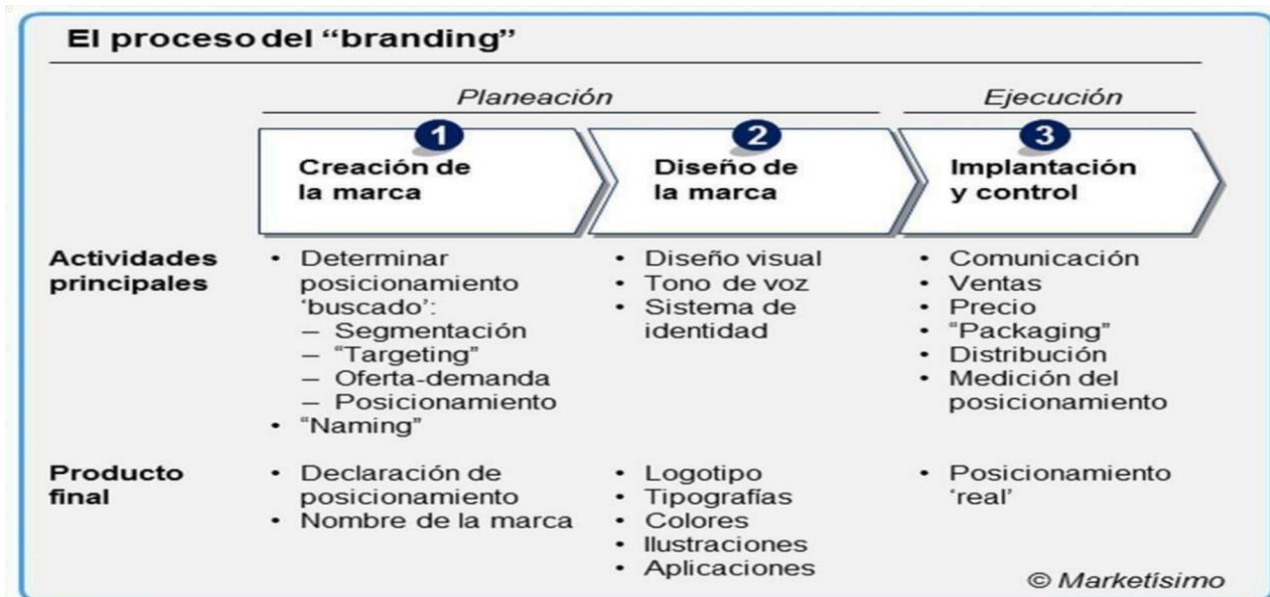 El proceso del “branding”
Planeación
Ejecución
1
Creación de
la marca
2
Diseño de
la marca
3
Implantación
y control
Actividades
principales
• Determinar
posicionamiento
‘buscado’:
– Segmentación
– “Targeting”
– Oferta-demanda
– Posicionamiento
• “Naming”
• Diseño visual
• Tono de voz
• Sistema de
identidad
• Comunicación
• Ventas
• Precio
• “Packaging”
• Distribución
• Medición del
posicionamiento
Producto
final
• Declaración de
posicionamiento
• Nombre de la marca
• Logotipo
• Tipografías
• Colores
• Ilustraciones
• Aplicaciones
• Posicionamiento
‘real’
© Marketísimo